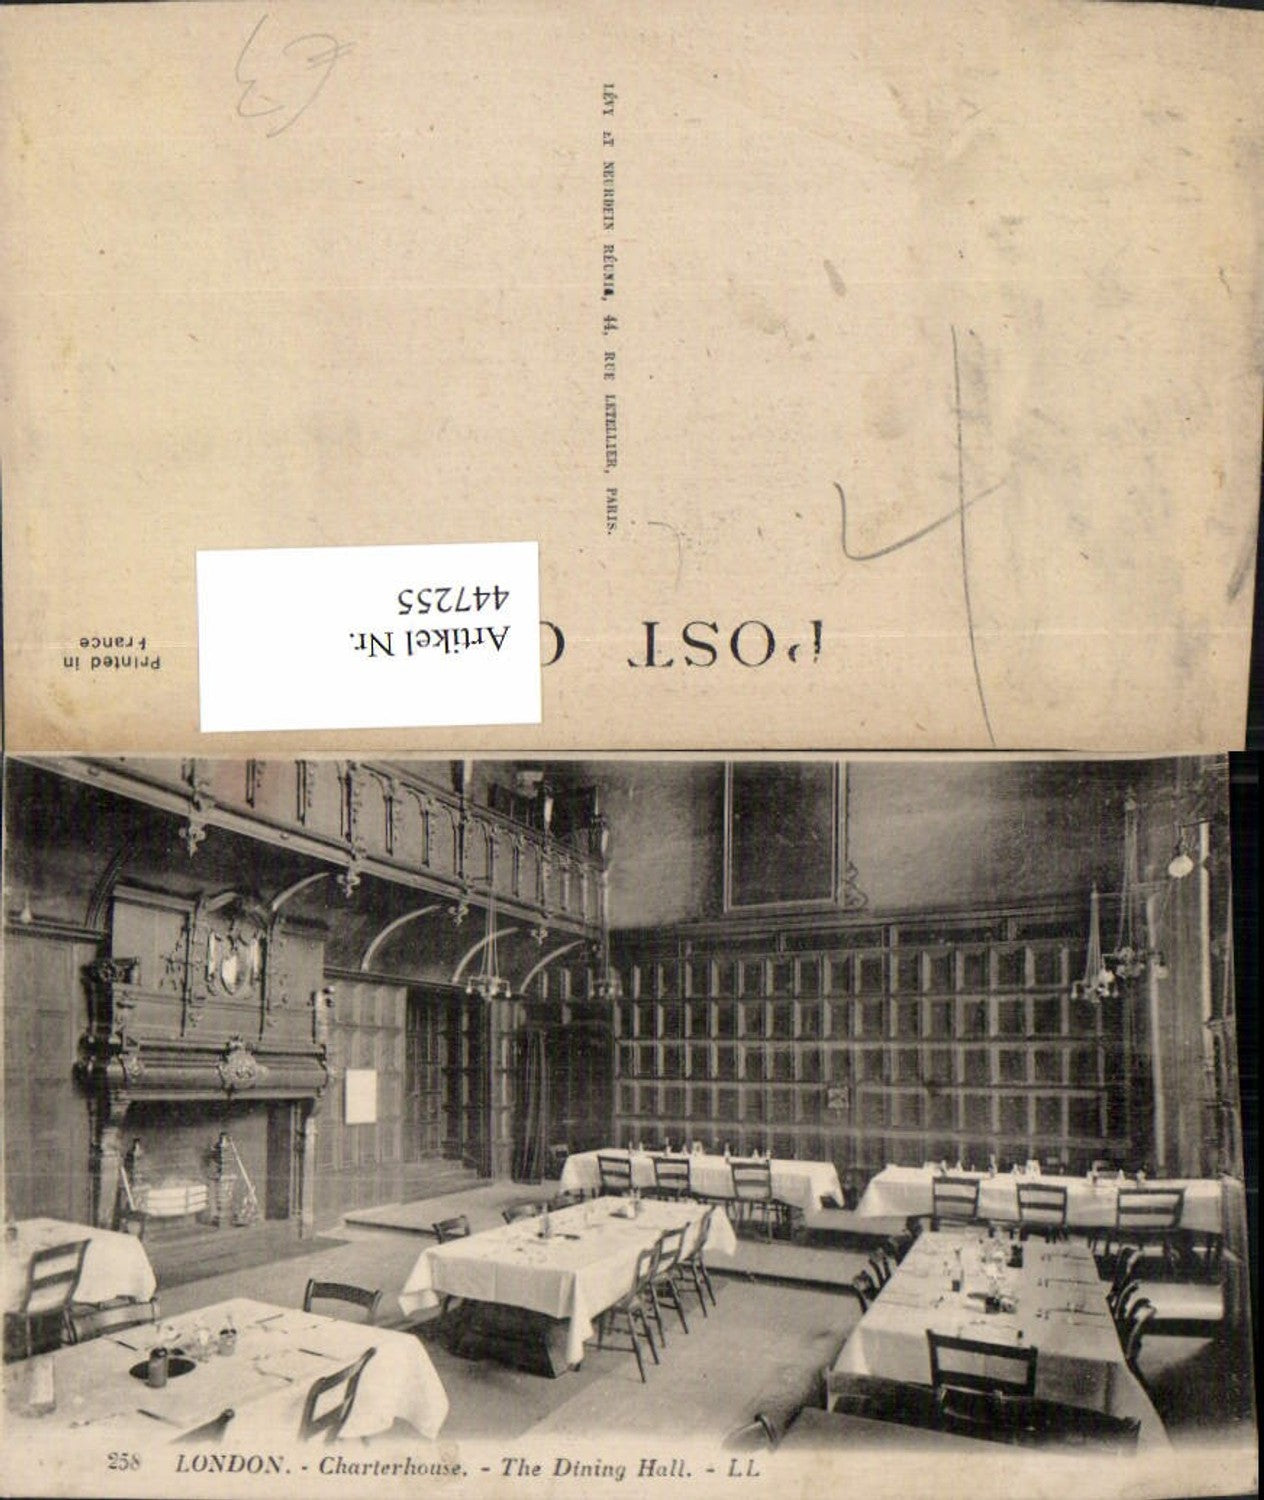 LÉVY ET NEURDEIN RÉUNIS, 44, RUE LETELLIER, PARIS.
POST C
Artikel Nr.
447255
Printed in
France
258 LONDON. - Charterhouse. - The Dining Hall. - LL